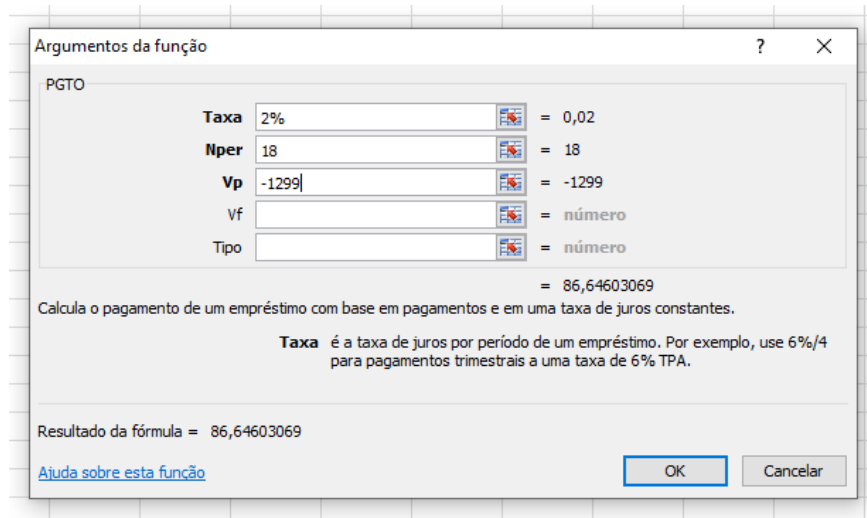 Argumentos da função ? ×
PGTO
Taxa 2% = 0,02
Nper 18 = 18
Vp -1299 = -1299
Vf = número
Tipo = número
= 86,64603069
Calcula o pagamento de um empréstimo com base em pagamentos e em uma taxa de juros constantes.
Taxa é a taxa de juros por período de um empréstimo. Por exemplo, use 6%/4
para pagamentos trimestrais a uma taxa de 6% TPA.
Resultado da fórmula = 86,64603069
Ajuda sobre esta função OK Cancelar